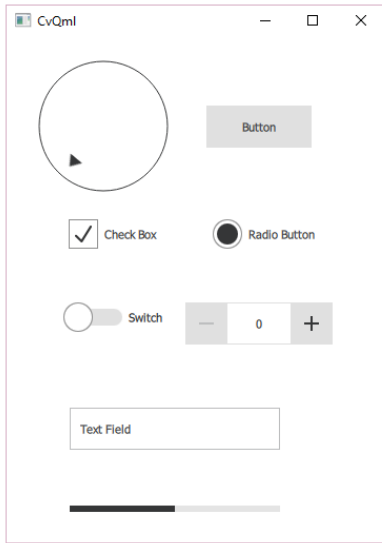 CvQml
Button
Check Box
Radio Button
Switch
0
Text Field